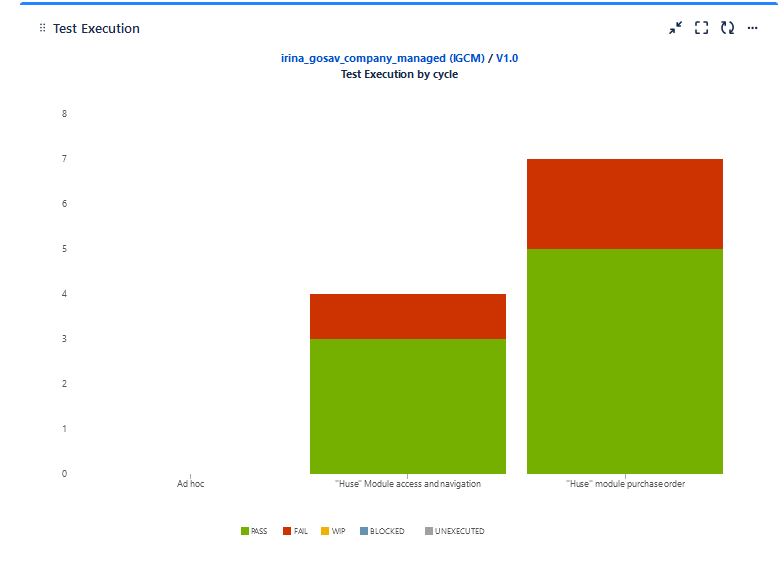 Test Execution
irina_gosav_company_managed (IGCM) / V1.0
Test Execution by cycle
8
7
6
5
4
3
2
1
0
Ad hoc
"Huse" Module access and navigation
"Huse" module purchase order
PASS
FAIL
WIP
BLOCKED
UNEXECUTED